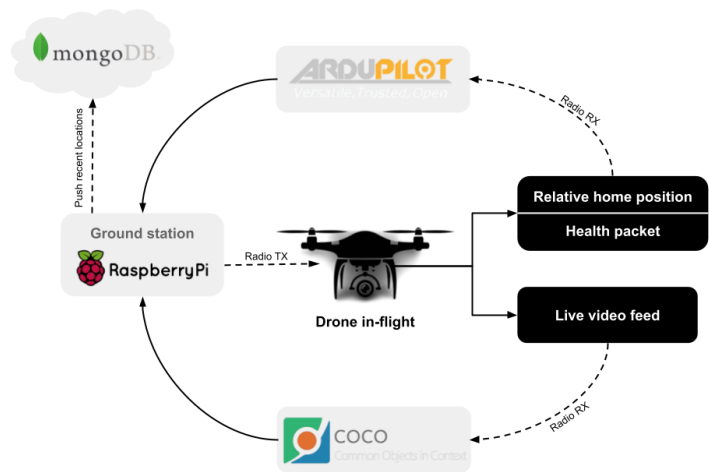 mongoDB.
ARDUPILOT
Versatile, Trusted, Open
Radio RX
Push recent locations
Relative home position
Health packet
Ground station
RaspberryPi
Radio TX
Drone in-flight
Live video feed
Radio RX
COCO
Common Objects in Context